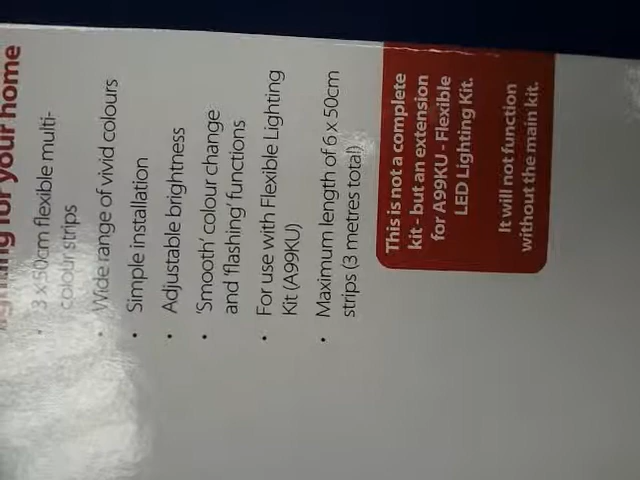 lighting for your home
• 3 x 50cm flexible multi-
colour strips
• Wide range of vivid colours
• Simple installation
• Adjustable brightness
• 'Smooth' colour change
and 'flashing' functions
• For use with Flexible Lighting
Kit (A99KU)
• Maximum length of 6 x 50cm
strips (3 metres total)
This is not a complete
kit - but an extension
for A99KU - Flexible
LED Lighting Kit.
It will not function
without the main kit.